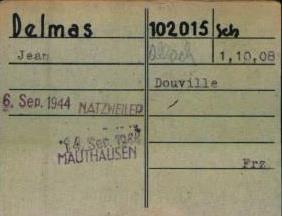 Delmas 102015 Sch
Jean 1,10,08
Douville
6. Sep. 1944 NATZWEILER
Sep. 1944
MAUTHAUSEN
Frz